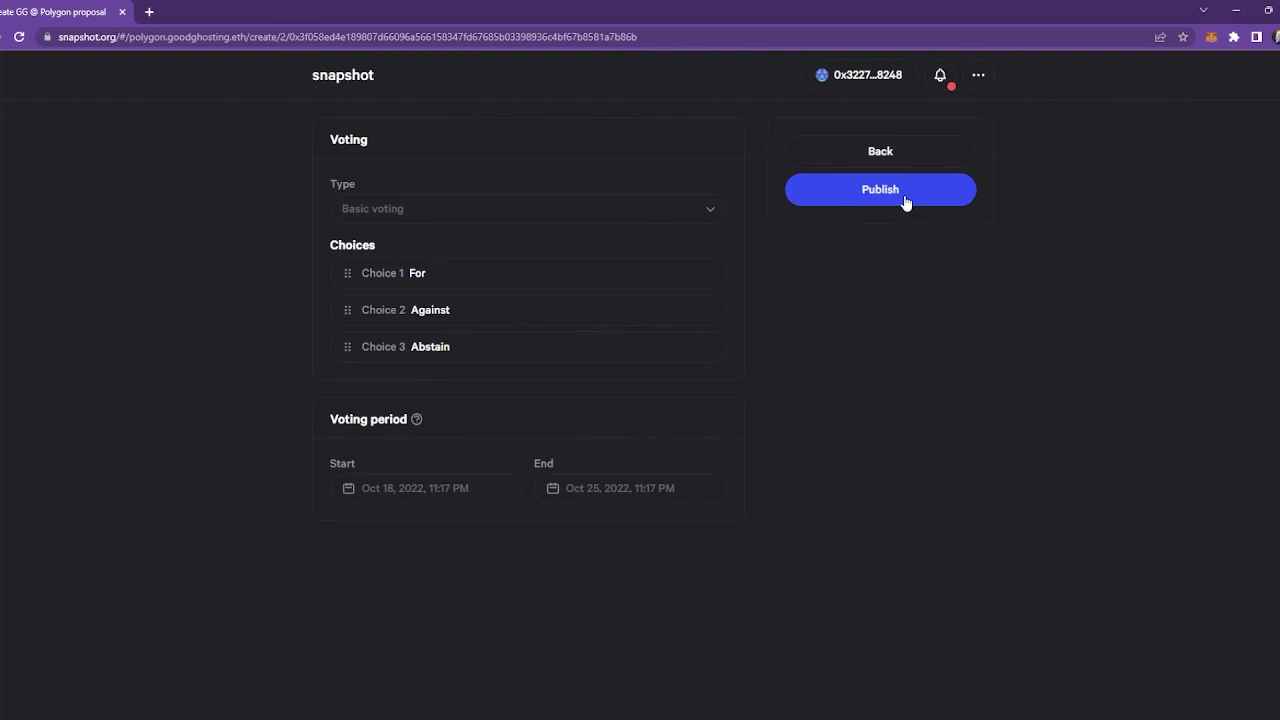 eate GG @ Polygon proposal
snapshot.org/#/polygon.goodghosting.eth/create/2/0x3f058ed4e189807d66096a566158347fd67685b03398936c4bf67b8581a7b86b
snapshot
0x3227...8248
Voting
Back
Type
Publish
Basic voting
Choices
Choice 1 For
Choice 2 Against
Choice 3 Abstain
Voting period
Start
End
Oct 18, 2022, 11:17 PM
Oct 25, 2022, 11:17 PM